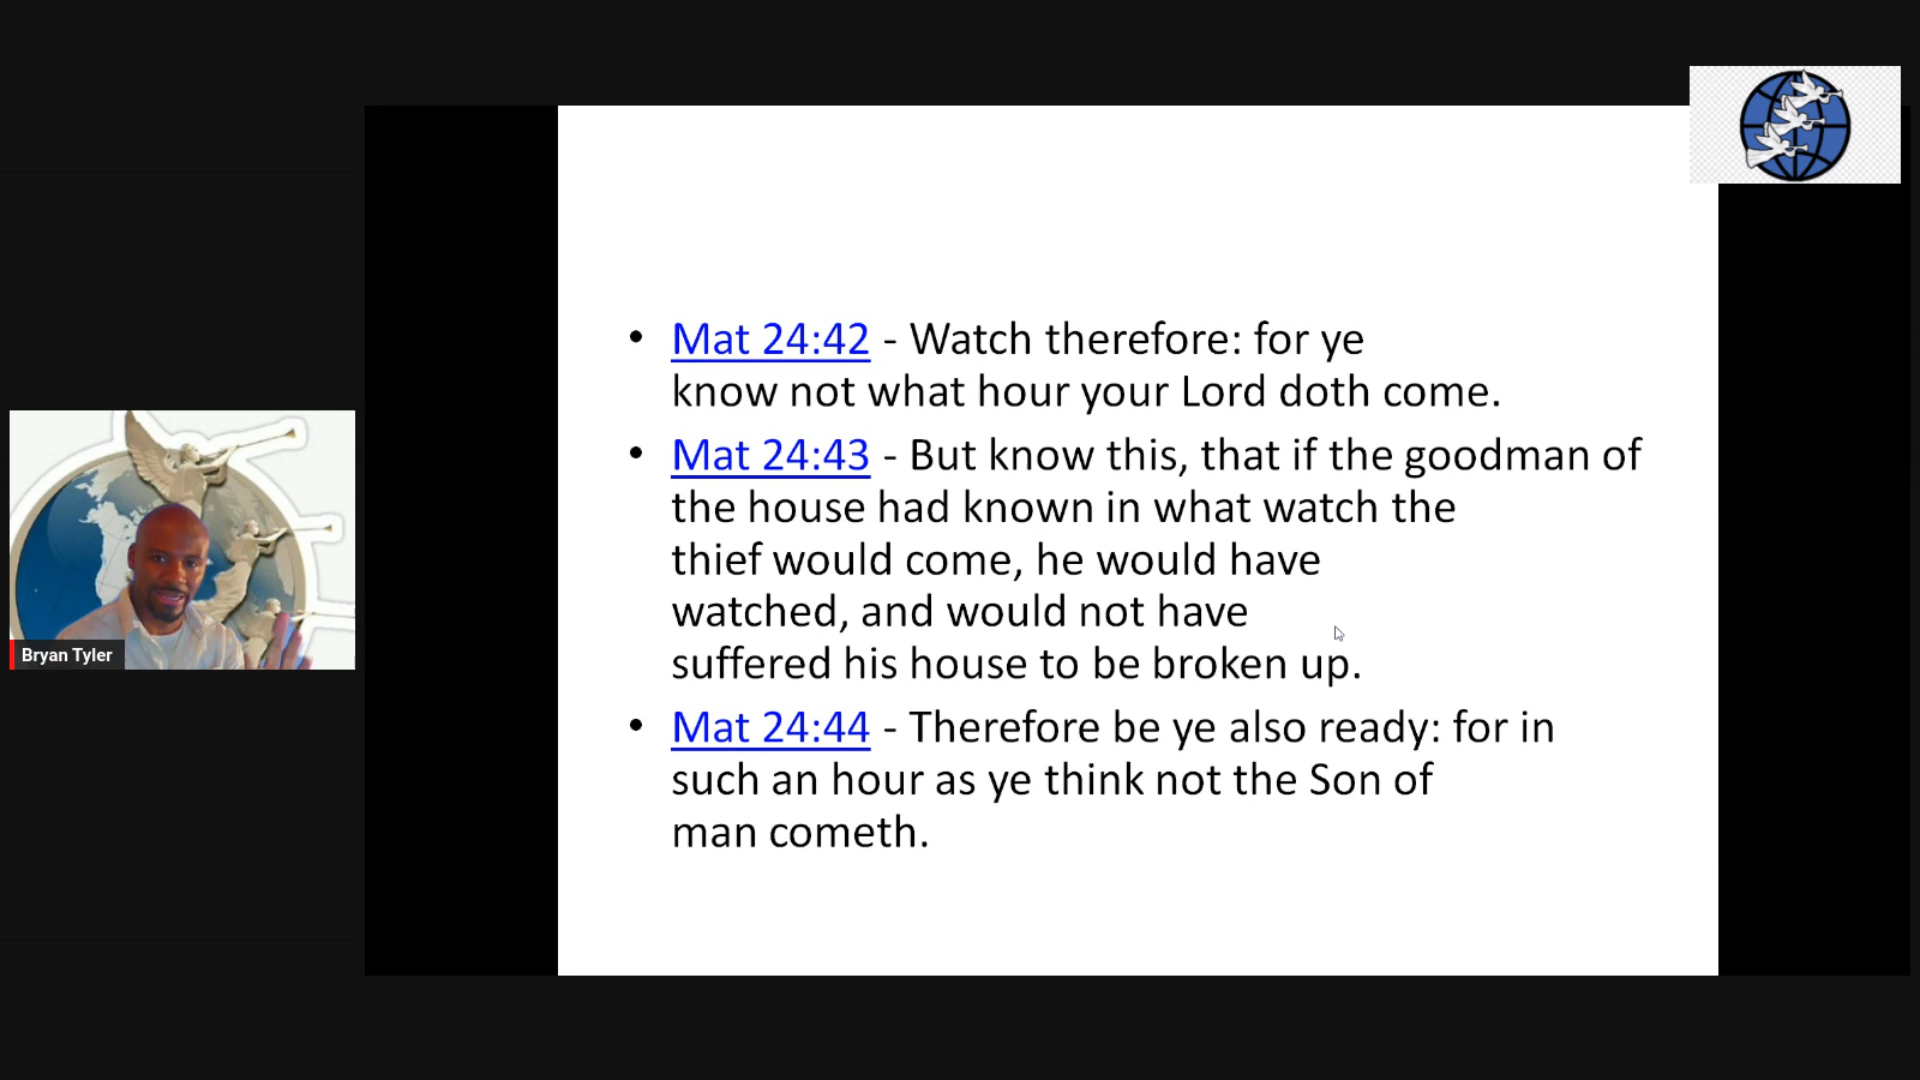 Mat 24:42 - Watch therefore: for ye
know not what hour your Lord doth come.
Mat 24:43 - But know this, that if the goodman of
the house had known in what watch the
thief would come, he would have
watched, and would not have
suffered his house to be broken up.
Mat 24:44 - Therefore be ye also ready: for in
such an hour as ye think not the Son of
man cometh.
Bryan Tyler